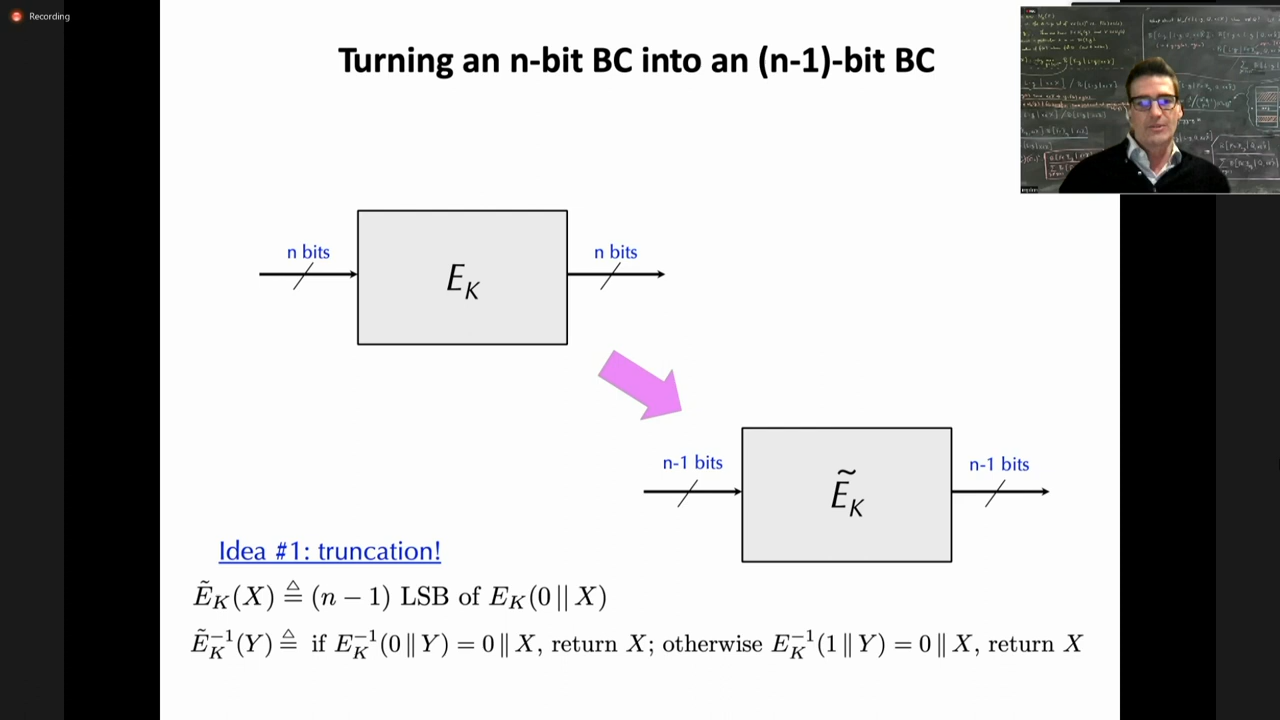 Recording
Turning an n-bit BC into an (n-1)-bit BC
n bits
n bits
E_K
n-1 bits
n-1 bits
Ẽ_K
Idea #1: truncation!
Ẽ_K(X) ≜ (n − 1) LSB of E_K(0 || X)
Ẽ_K^{-1}(Y) ≜ if E_K^{-1}(0 || Y) = 0 || X, return X; otherwise E_K^{-1}(1 || Y) = 0 || X, return X